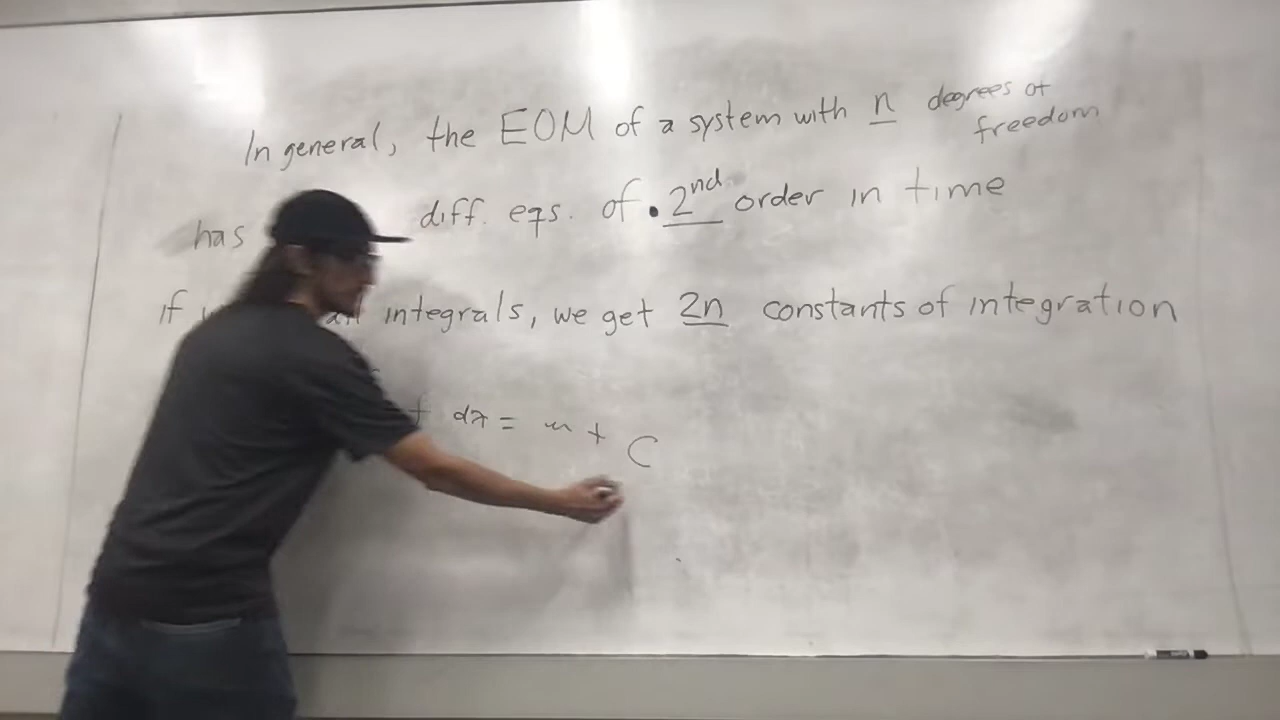 In general, the EOM of a system with n degrees of
freedom
has diff. eqs. of • 2nd order in time
if all integrals, we get 2n constants of integration
f dx = m + C